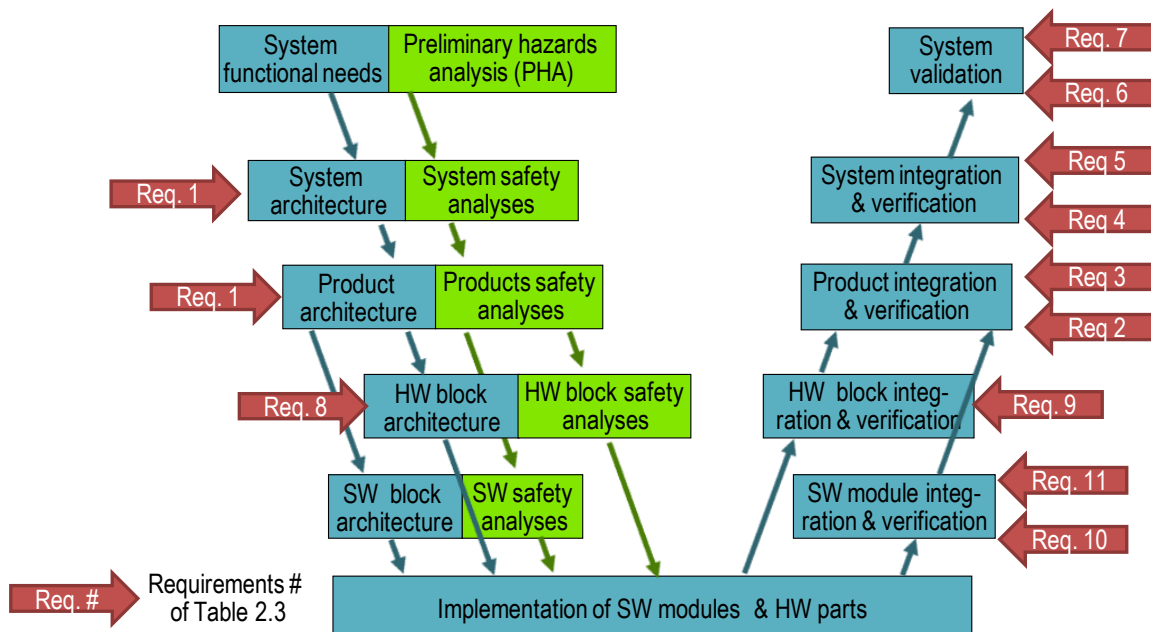 System
functional needs
Preliminary hazards
analysis (PHA)
System
validation
Req. 7
Req. 6
Req. 1
System
architecture
System safety
analyses
System integration
& verification
Req 5
Req. 4
Req. 1
Product
architecture
Products safety
analyses
Product integration
& verification
Req. 3
Req 2
Req. 8
HW block
architecture
HW block safety
analyses
HW block integ-
ration & verification
Req. 9
SW block
architecture
SW safety
analyses
SW module integ-
ration & verification
Req. 11
Req. 10
Req. #
Requirements #
of Table 2.3
Implementation of SW modules & HW parts